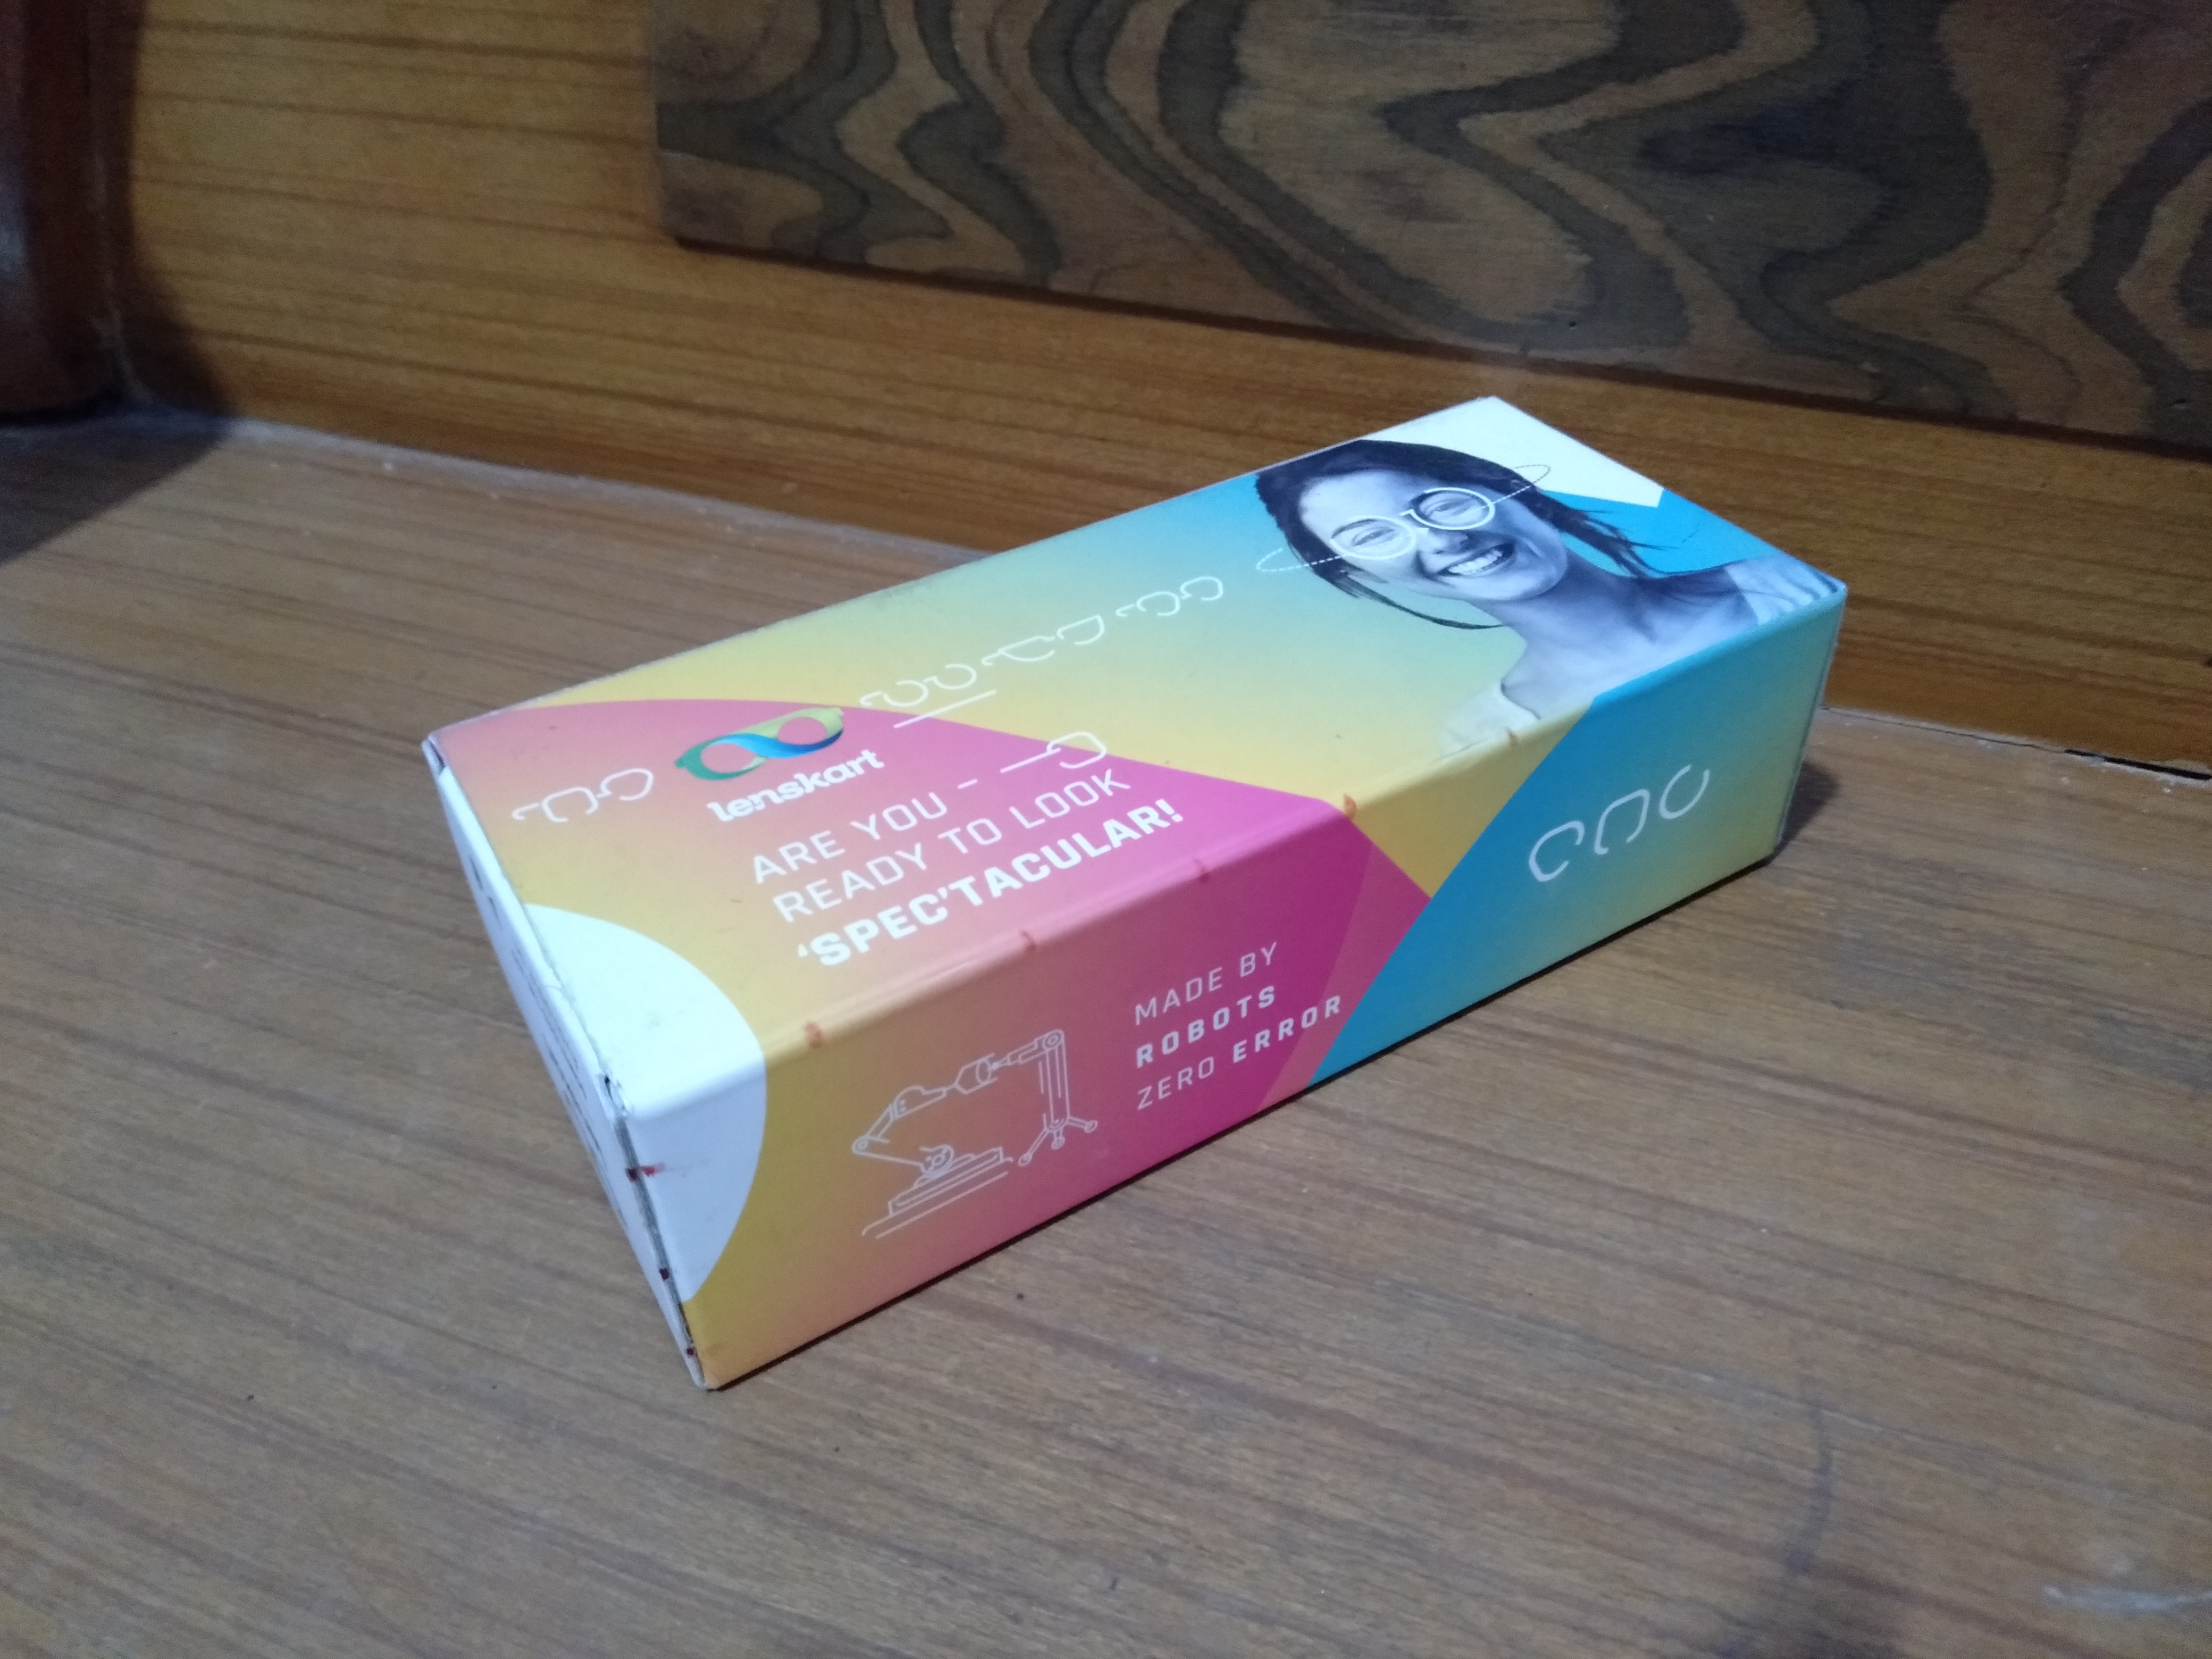 lenskart
ARE YOU
READY TO LOOK
‘SPEC’TACULAR!
MADE BY
ROBOTS
ZERO ERROR